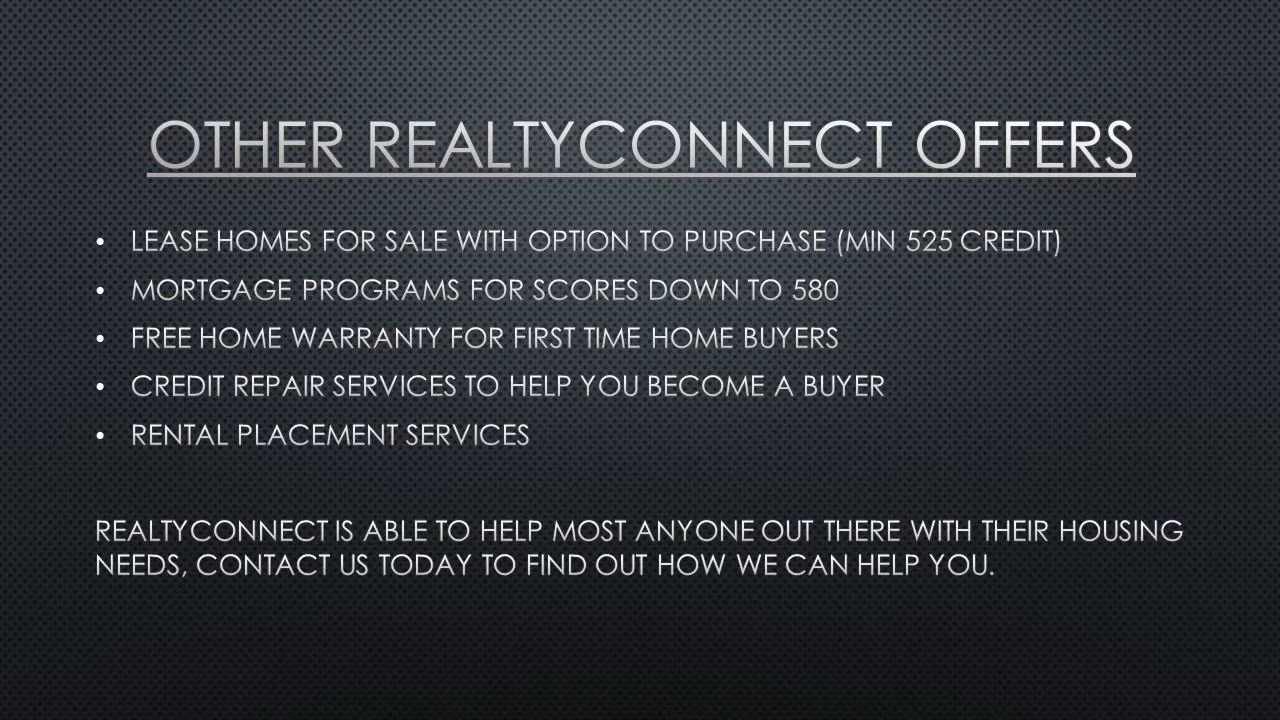 OTHER REALTYCONNECT OFFERS
• LEASE HOMES FOR SALE WITH OPTION TO PURCHASE (MIN 525 CREDIT)
• MORTGAGE PROGRAMS FOR SCORES DOWN TO 580
• FREE HOME WARRANTY FOR FIRST TIME HOME BUYERS
• CREDIT REPAIR SERVICES TO HELP YOU BECOME A BUYER
• RENTAL PLACEMENT SERVICES
REALTYCONNECT IS ABLE TO HELP MOST ANYONE OUT THERE WITH THEIR HOUSING
NEEDS, CONTACT US TODAY TO FIND OUT HOW WE CAN HELP YOU.